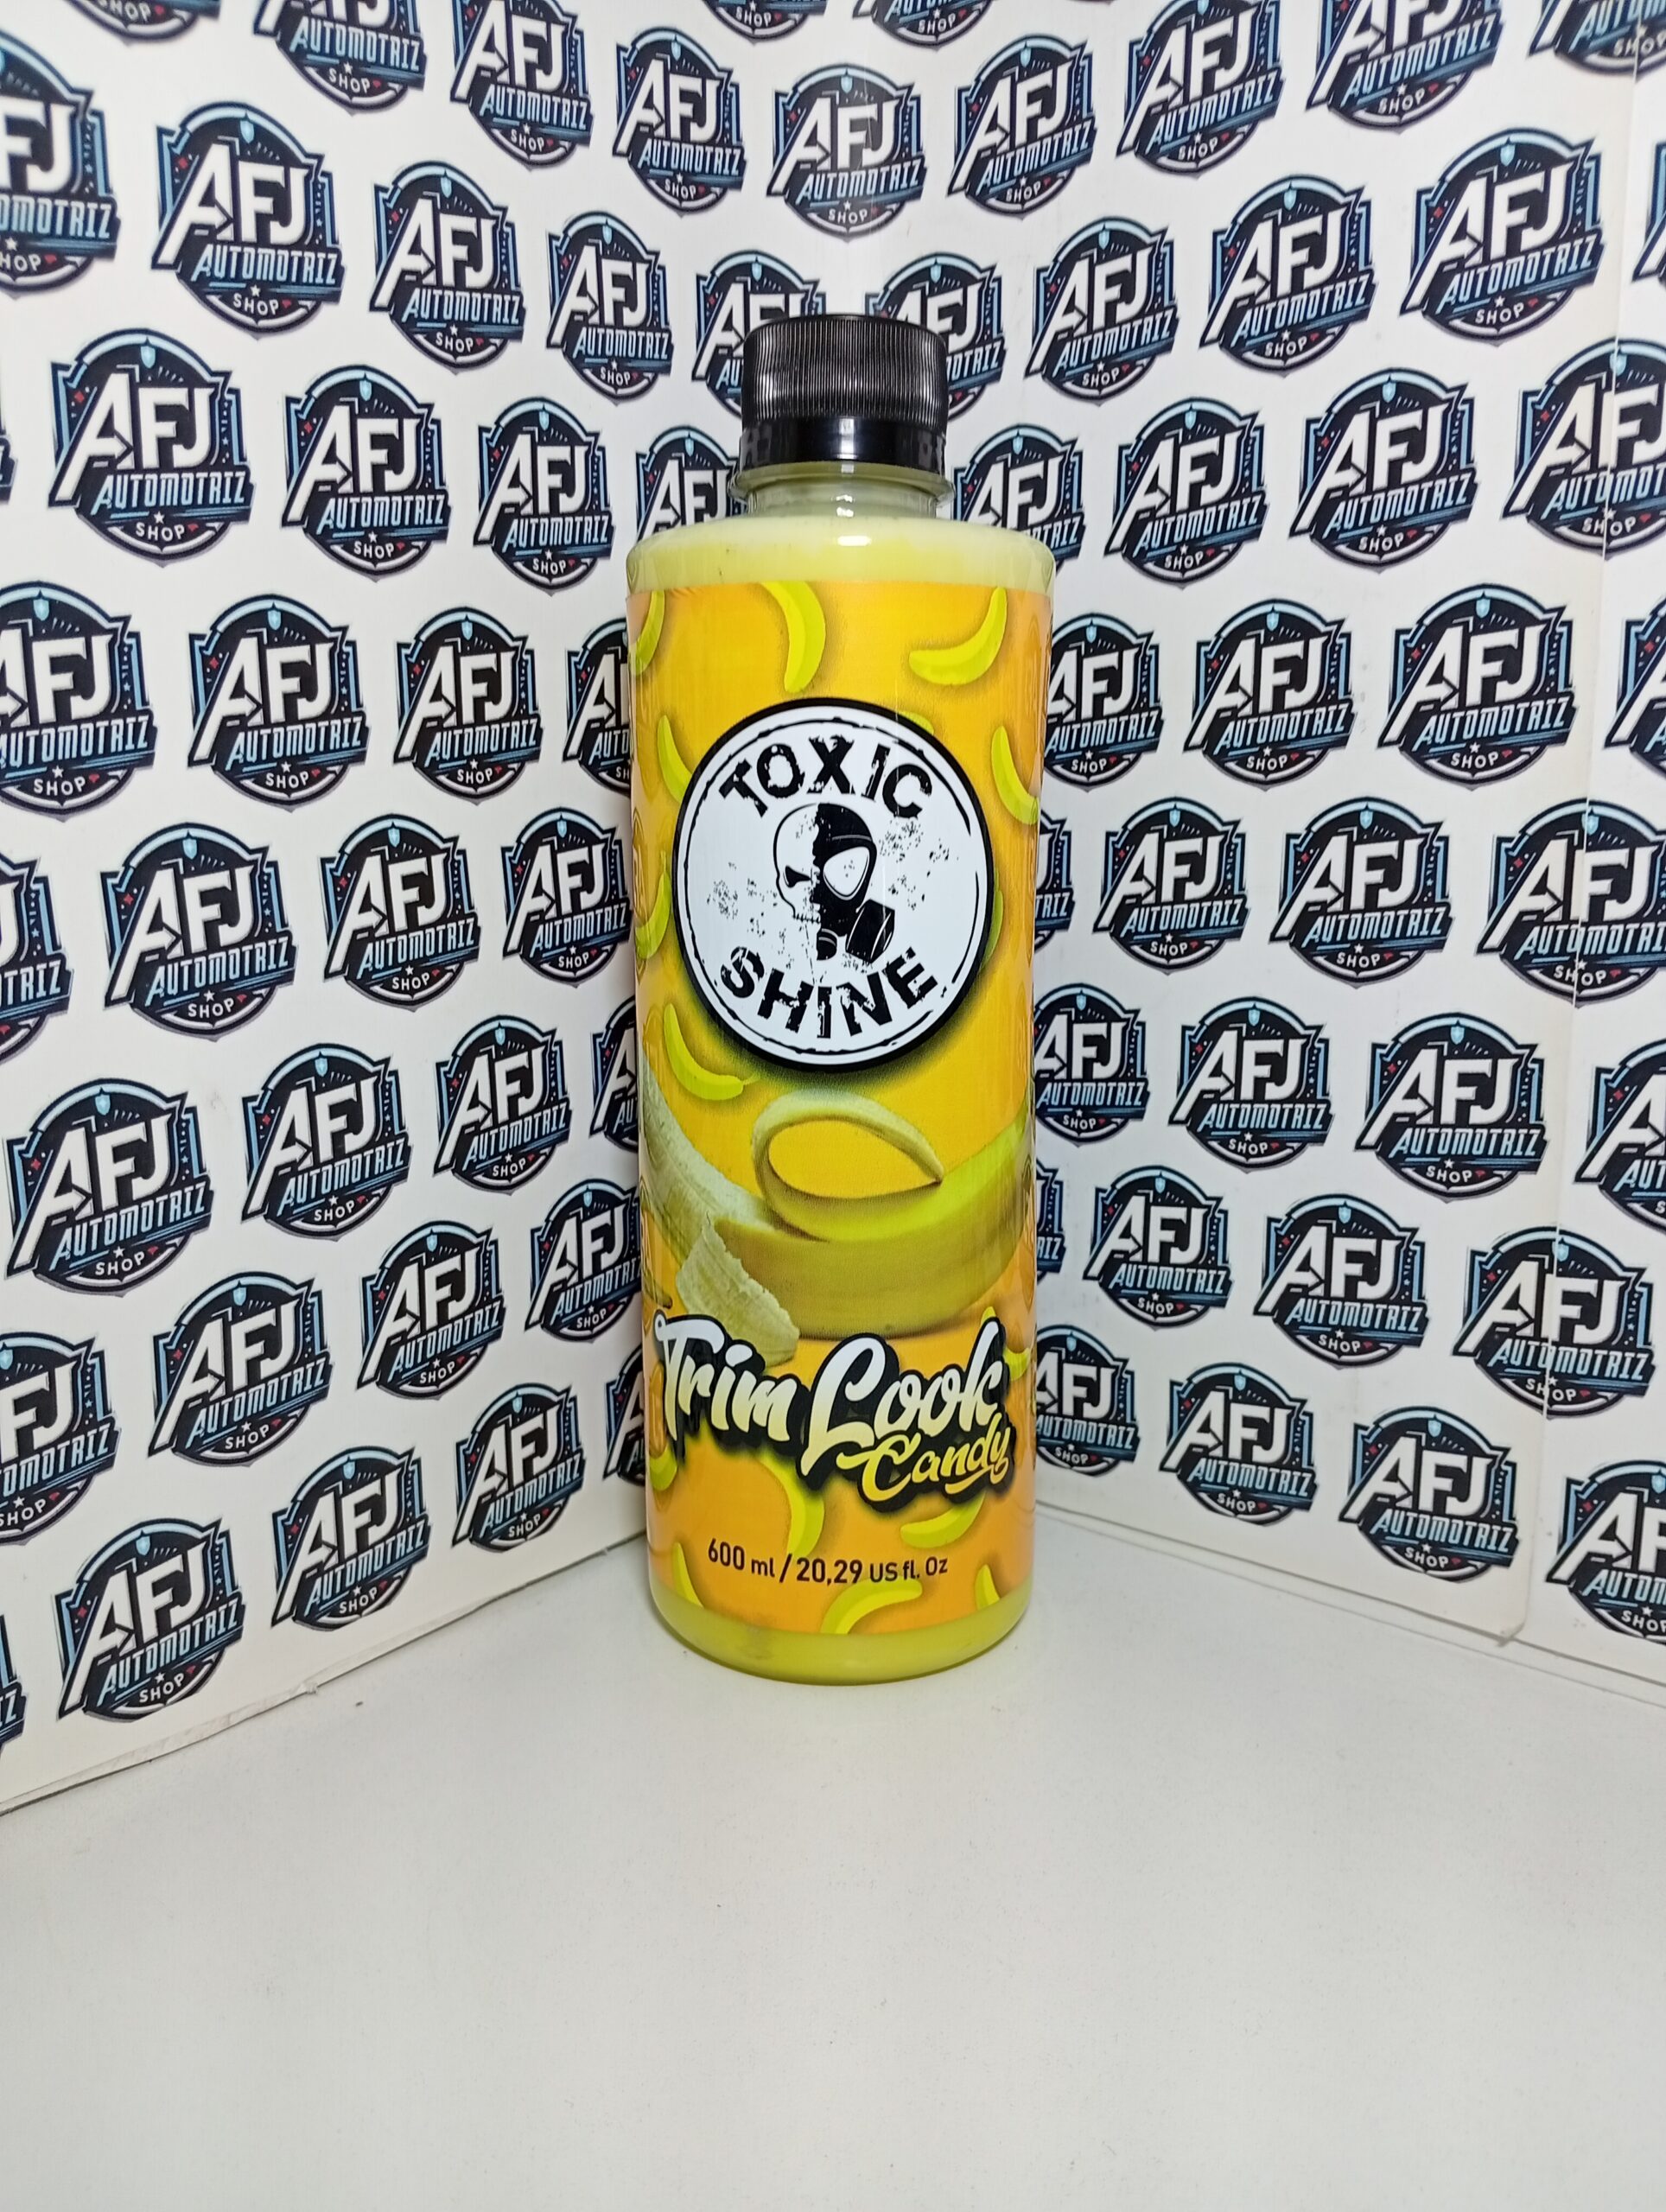 TOXIC
SHINE
Trim Look
Candy
600 ml / 20,29 US fl. Oz
AFJ
AUTOMOTRIZ
SHOP